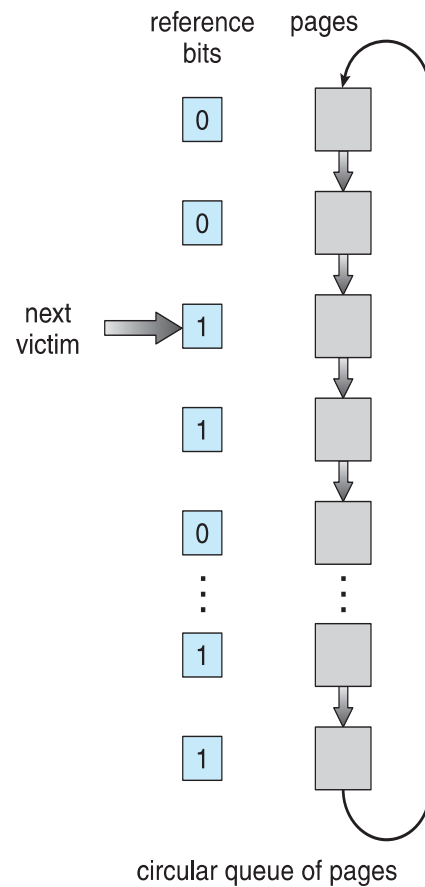 reference pages
bits
0
0
next
victim
1
1
0
1
1
circular queue of pages